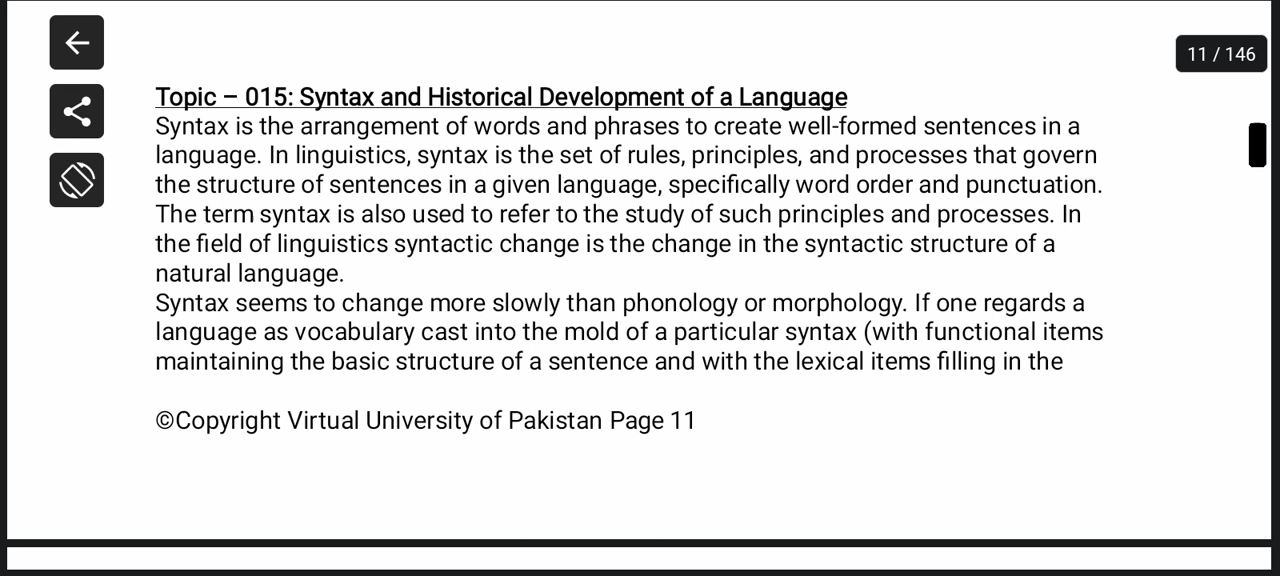 11 / 146
Topic – 015: Syntax and Historical Development of a Language
Syntax is the arrangement of words and phrases to create well-formed sentences in a
language. In linguistics, syntax is the set of rules, principles, and processes that govern
the structure of sentences in a given language, specifically word order and punctuation.
The term syntax is also used to refer to the study of such principles and processes. In
the field of linguistics syntactic change is the change in the syntactic structure of a
natural language.
Syntax seems to change more slowly than phonology or morphology. If one regards a
language as vocabulary cast into the mold of a particular syntax (with functional items
maintaining the basic structure of a sentence and with the lexical items filling in the
©Copyright Virtual University of Pakistan Page 11